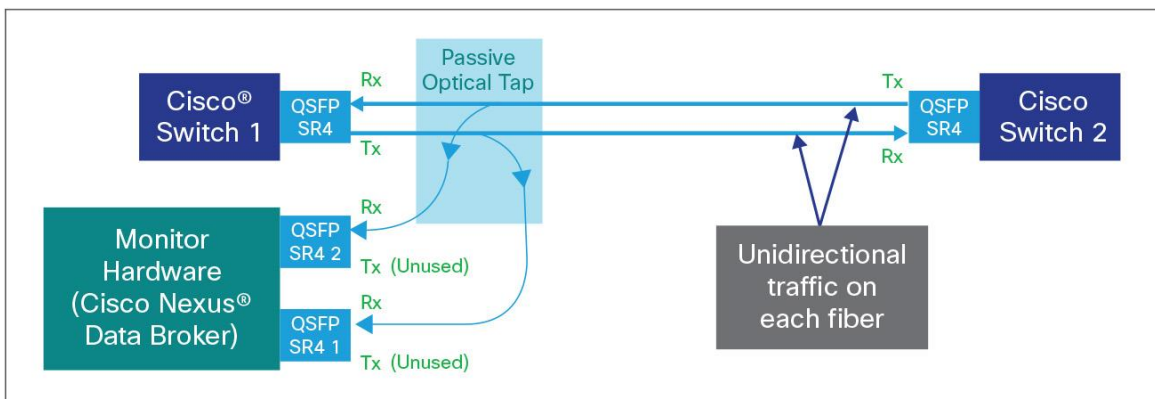 Passive
Optical Tap
Rx
Tx
Cisco®
Switch 1
QSFP
SR4
QSFP
SR4
Cisco
Switch 2
Tx
Rx
Monitor
Hardware
(Cisco Nexus®
Data Broker)
QSFP
SR4 2
Rx
Tx (Unused)
QSFP
SR4 1
Rx
Tx (Unused)
Unidirectional
traffic on
each fiber